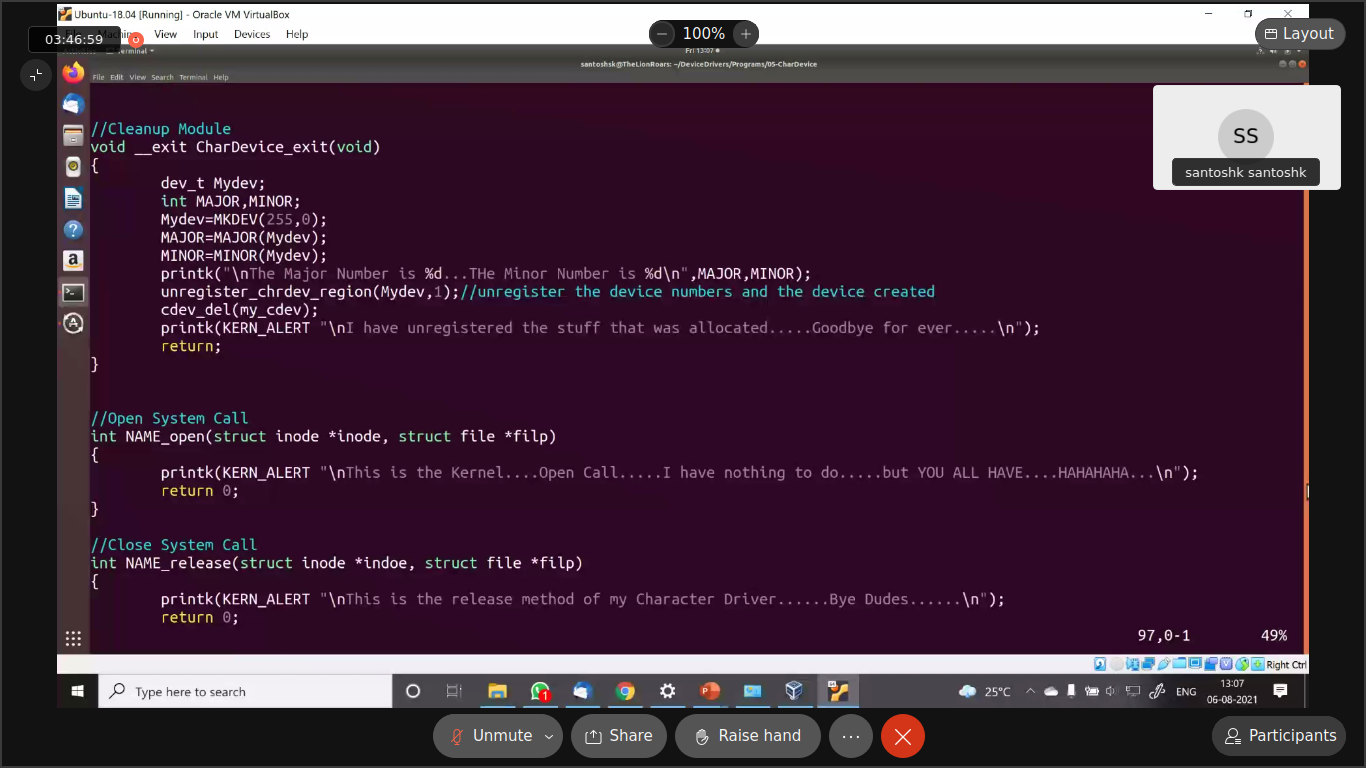 Ubuntu-18.04 [Running] - Oracle VM VirtualBox
View Input Devices Help
03:46:59
100%
Layout
Terminal
Fri 13:07
santoshsk@TheLionRoars: ~/DeviceDrivers/Programs/05-CharDevice
File Edit View Search Terminal Help
SS
santoshk santoshk
//Cleanup Module
void __exit CharDevice_exit(void)
{
dev_t Mydev;
int MAJOR,MINOR;
Mydev=MKDEV(255,0);
MAJOR=MAJOR(Mydev);
MINOR=MINOR(Mydev);
printk("\nThe Major Number is %d...THe Minor Number is %d\n",MAJOR,MINOR);
unregister_chrdev_region(Mydev,1);//unregister the device numbers and the device created
cdev_del(my_cdev);
printk(KERN_ALERT "\nI have unregistered the stuff that was allocated.....Goodbye for ever.....\n");
return;
}
//Open System Call
int NAME_open(struct inode *inode, struct file *filp)
{
printk(KERN_ALERT "\nThis is the Kernel....Open Call.....I have nothing to do.....but YOU ALL HAVE....HAHAHAHA...\n");
return 0;
}
//Close System Call
int NAME_release(struct inode *indoe, struct file *filp)
{
printk(KERN_ALERT "\nThis is the release method of my Character Driver......Bye Dudes......\n");
return 0;
97,0-1 49%
Right Ctrl
Type here to search
1
25°C
ENG
13:07
06-08-2021
Unmute
Share
Raise hand
Participants